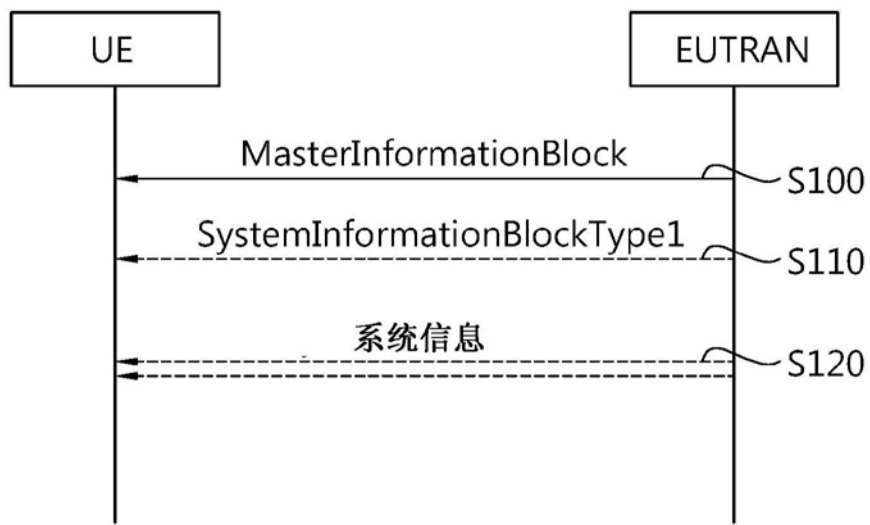 UE
EUTRAN
MasterInformationBlock
S100
SystemInformationBlockType1
S110
系统信息
S120